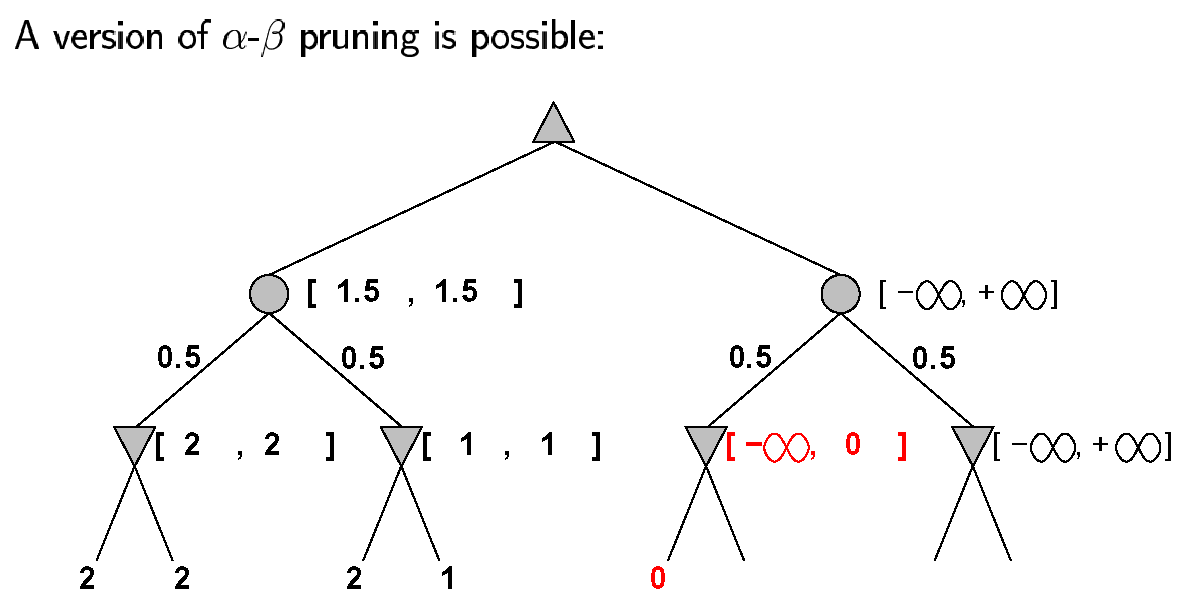 A version of α-β pruning is possible:
[ 1.5 , 1.5 ] [ -∞, +∞]
0.5 0.5 0.5 0.5
[ 2 , 2 ] [ 1 , 1 ] [ -∞, 0 ] [ -∞, +∞]
2 2 2 1 0